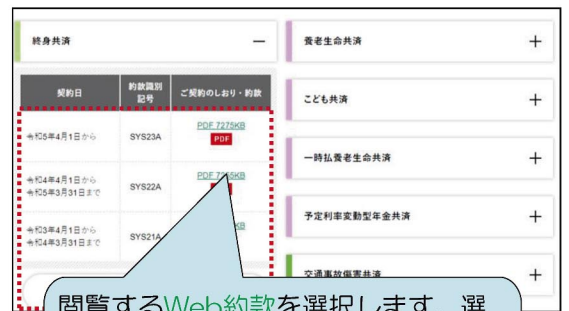 終身共済
契約日 約款識別記号 ご契約のしおり・約款
令和5年4月1日から SYS23A PDF 7275KB
PDF
令和4年4月1日から
令和5年3月31日まで SYS22A
令和3年4月1日から
令和4年3月31日まで SYS21A
閲覧するWeb約款を選択します。選
養老生命共済
こども共済
一時払養老生命共済
予定利率変動型年金共済
交通事故傷害共済